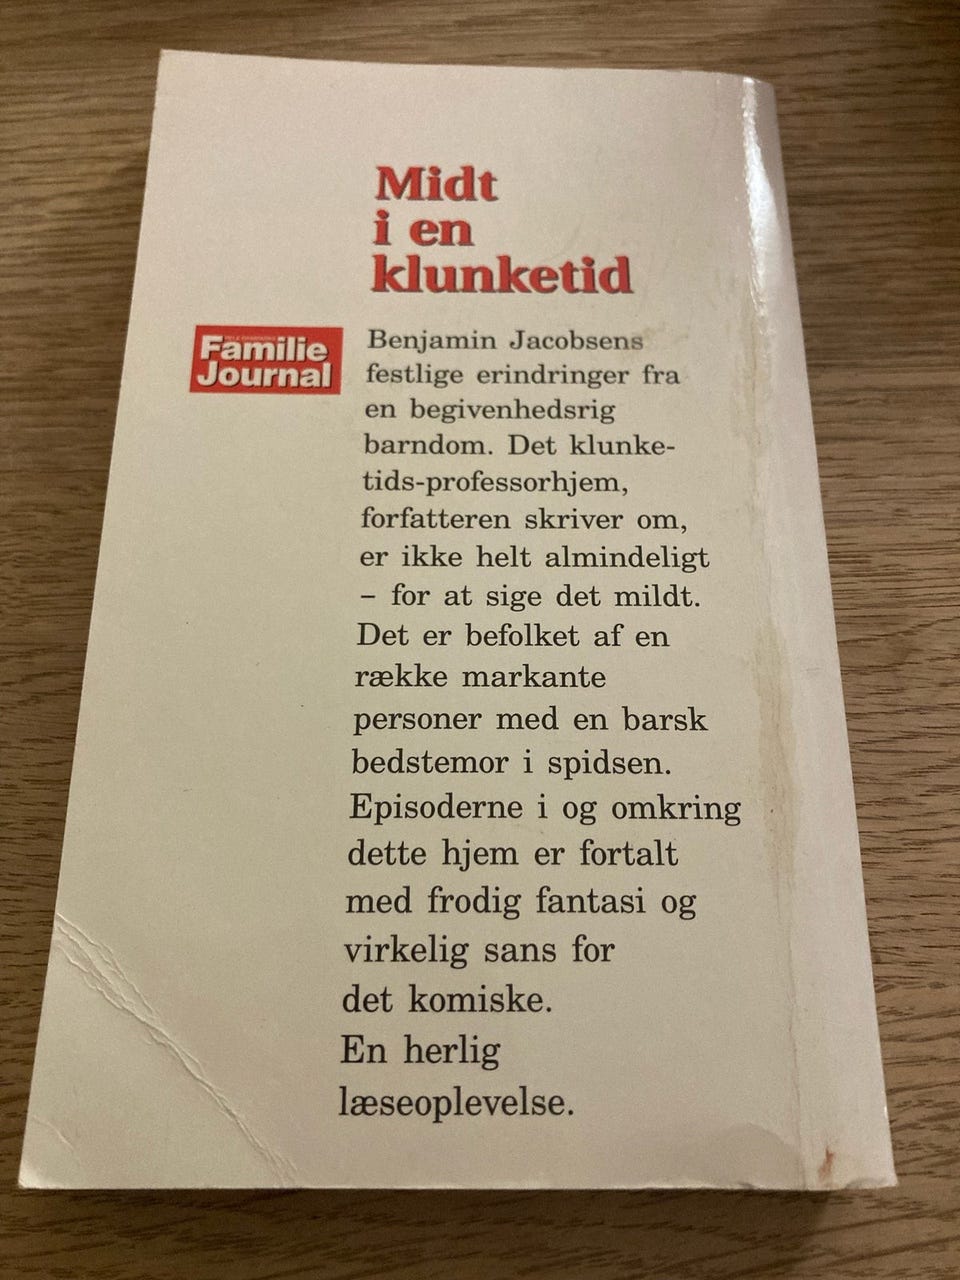 Midt
i en
klunketid
Familie
Journal
Benjamin Jacobsens
festlige erindringer fra
en begivenhedsrig
barndom. Det klunke-
tids-professorhjem,
forfatteren skriver om,
er ikke helt almindeligt
– for at sige det mildt.
Det er befolket af en
række markante
personer med en barsk
bedstemor i spidsen.
Episoderne i og omkring
dette hjem er fortalt
med frodig fantasi og
virkelig sans for
det komiske.
En herlig
læseoplevelse.